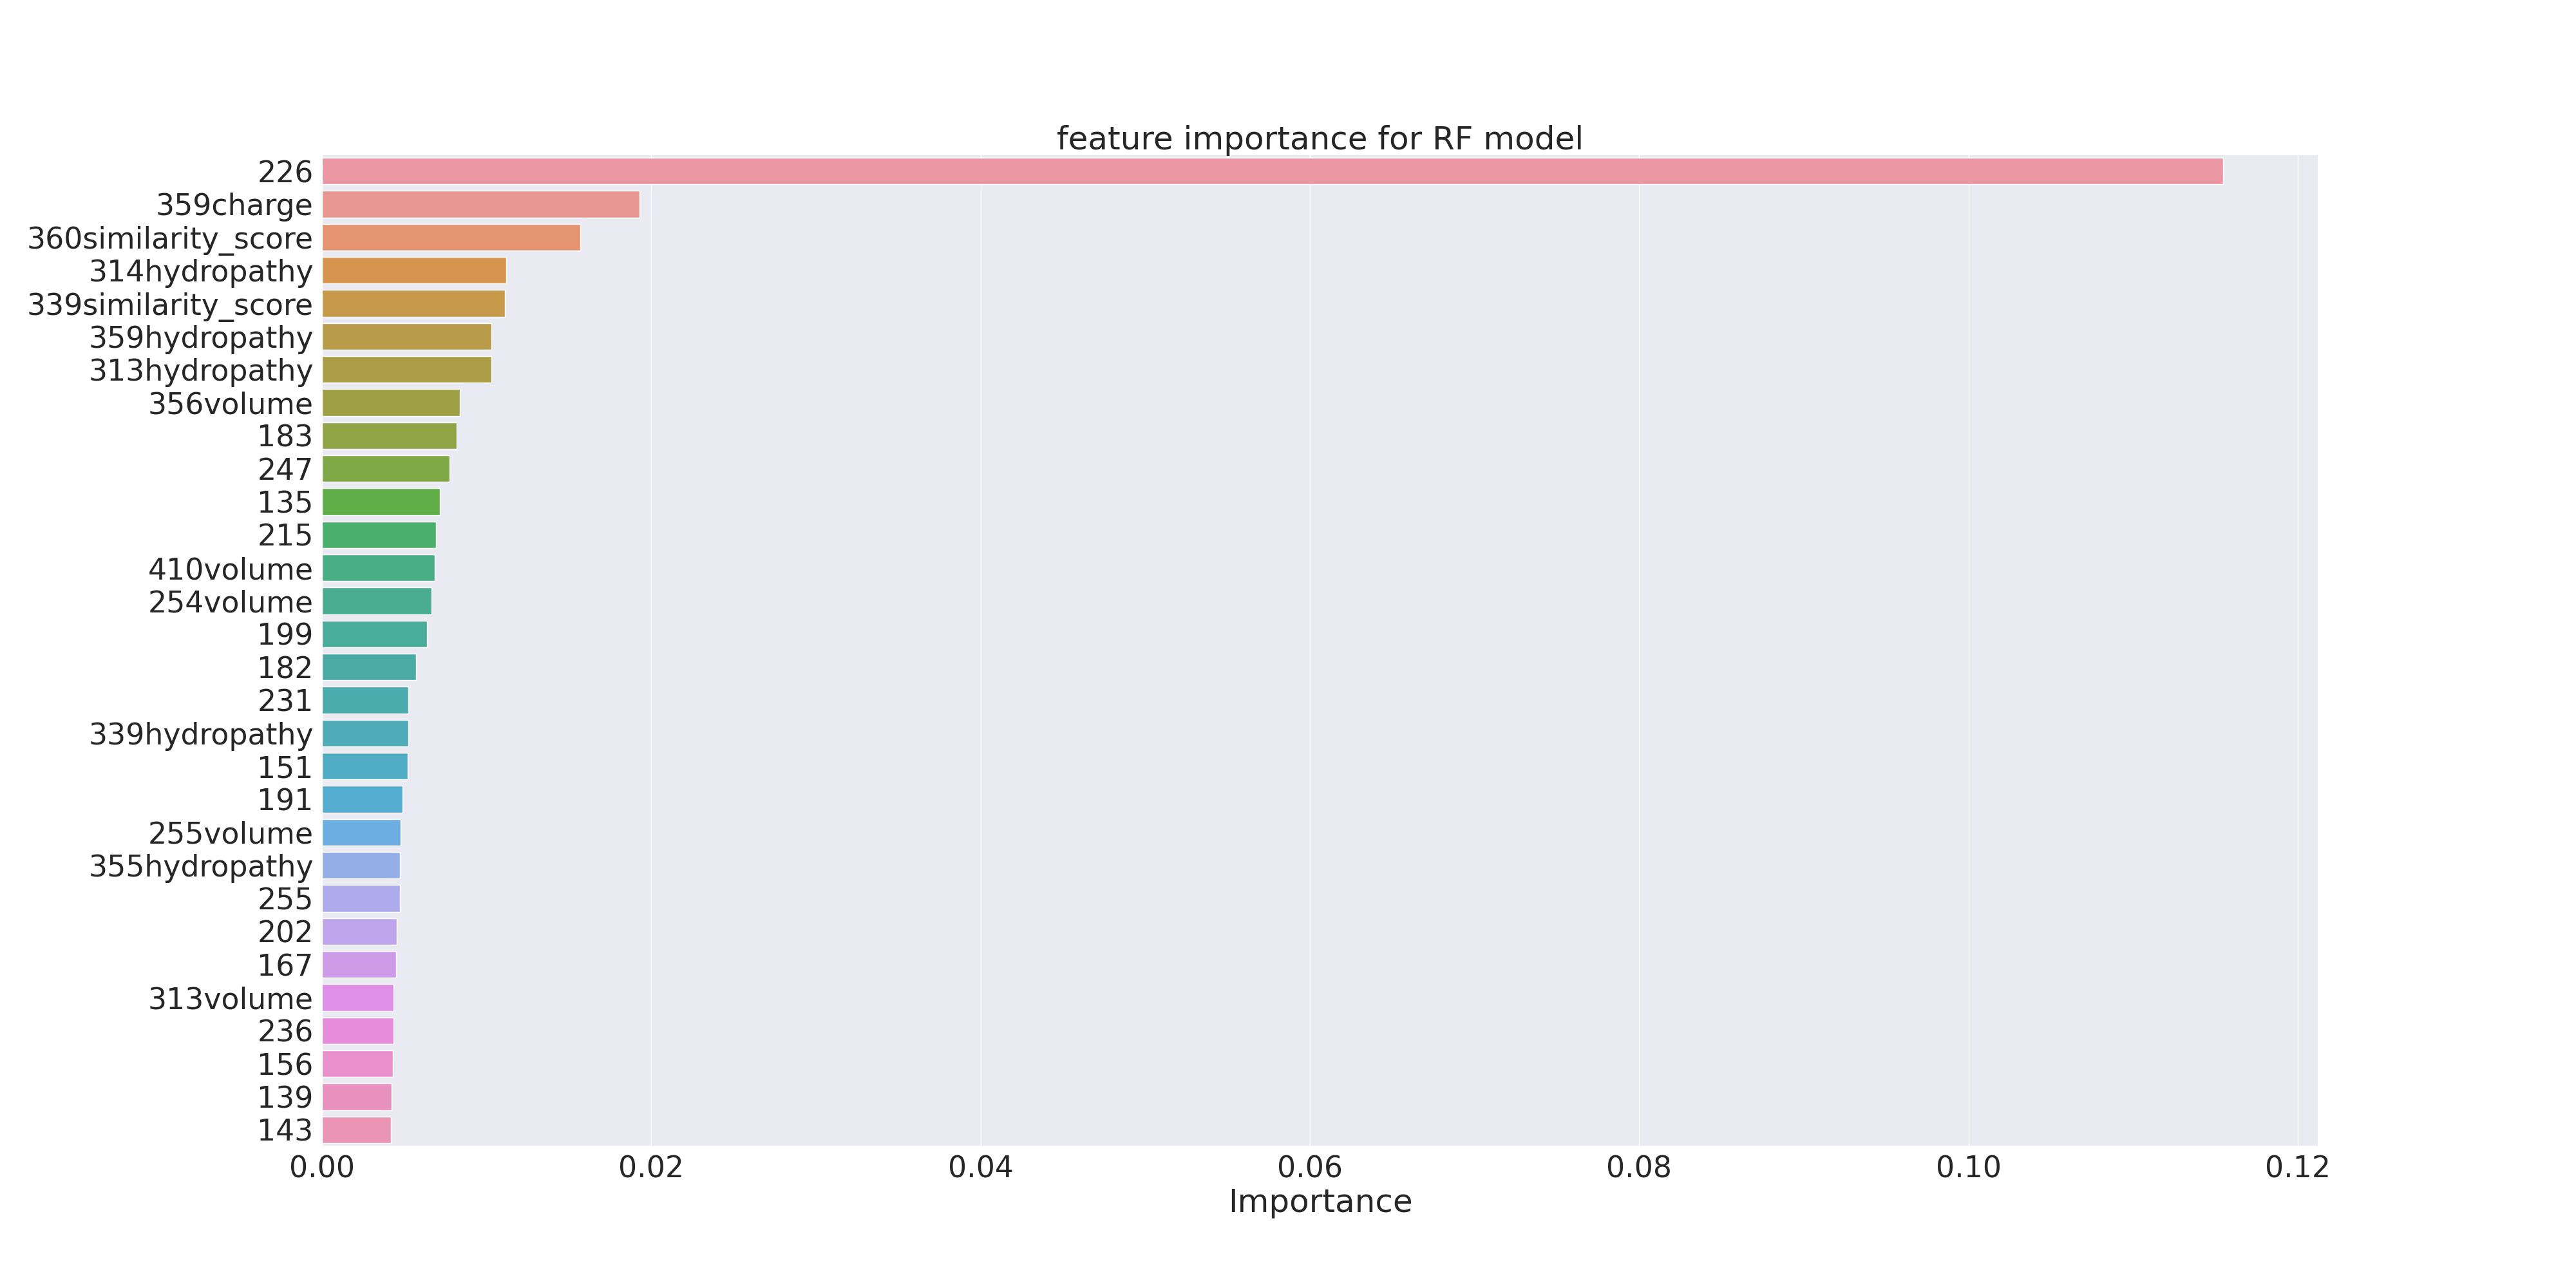 feature importance for RF model
226
359charge
360similarity_score
314hydropathy
339similarity_score
359hydropathy
313hydropathy
356volume
183
247
135
215
410volume
254volume
199
182
231
339hydropathy
151
191
255volume
355hydropathy
255
202
167
313volume
236
156
139
143
0.00 0.02 0.04 0.06 0.08 0.10 0.12
Importance